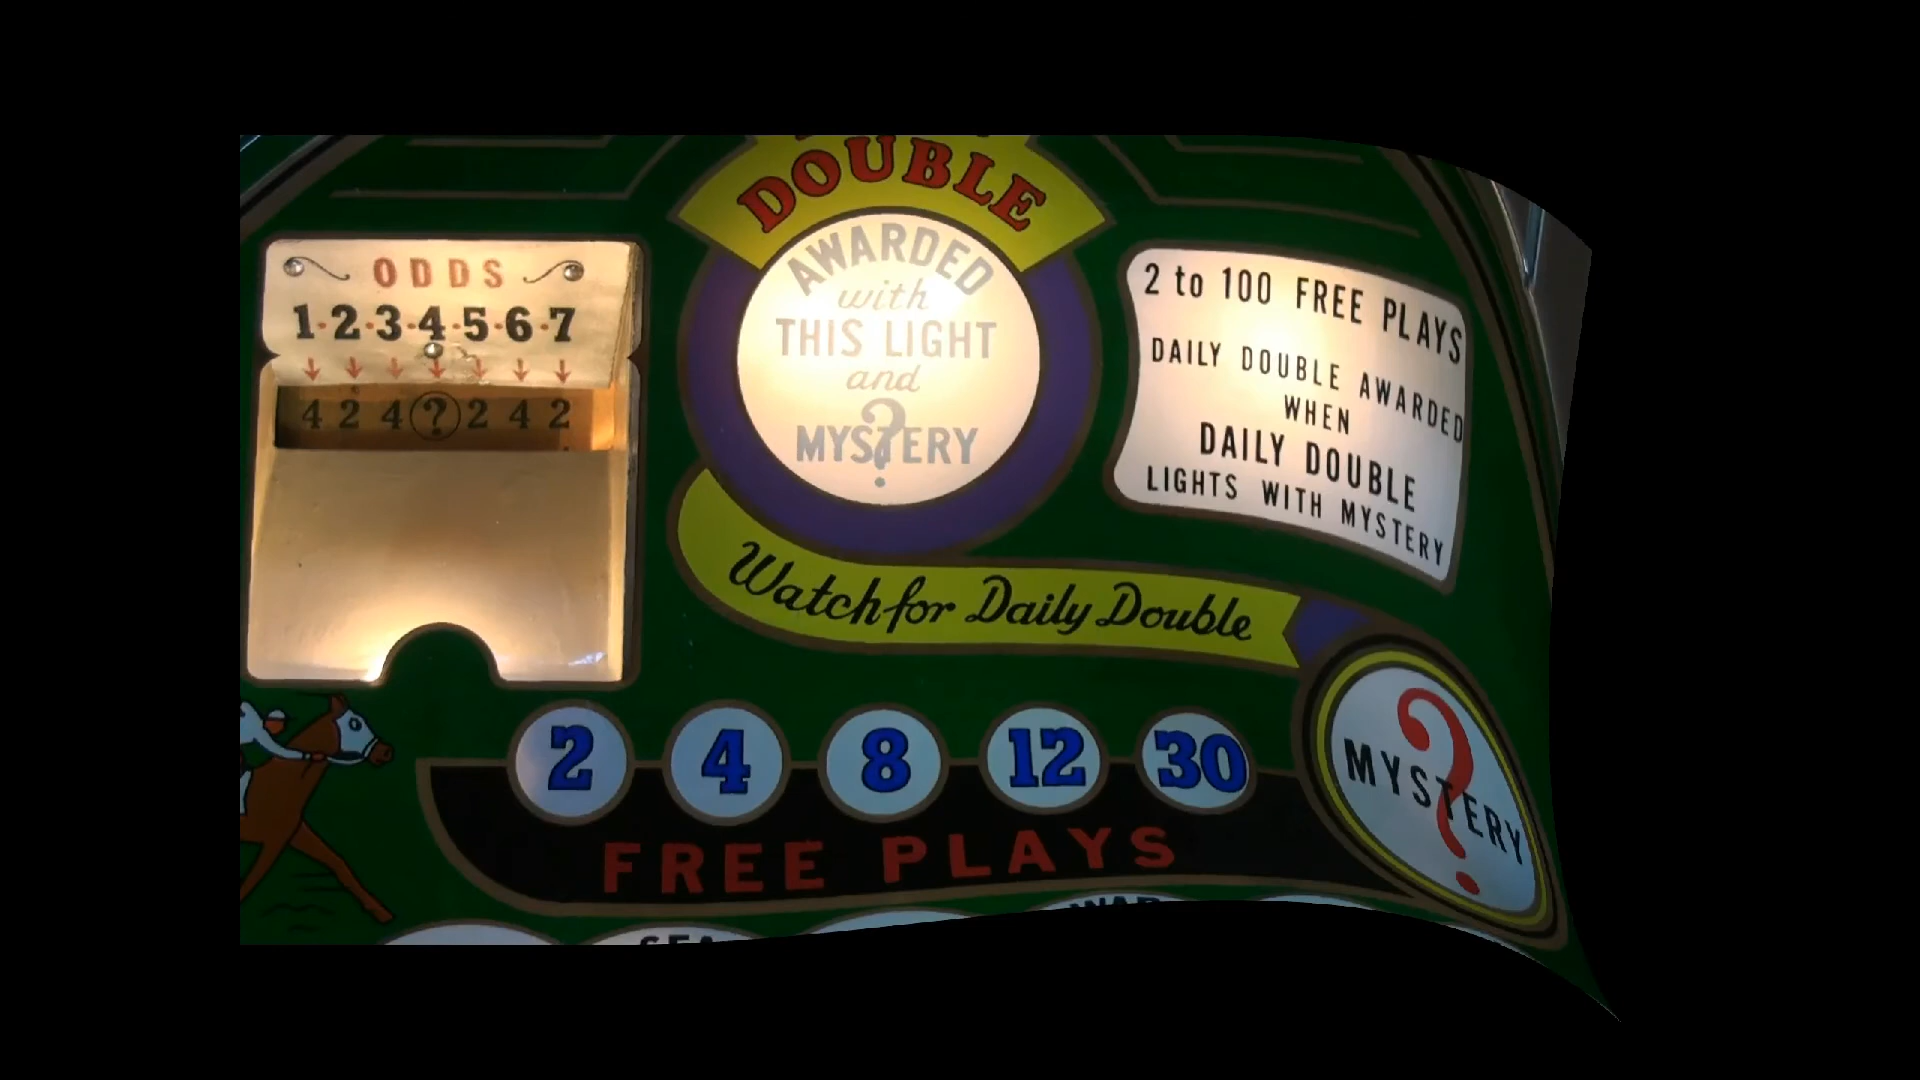 DOUBLE
AWARDED
with
THIS LIGHT
and
?
MYSTERY
ODDS
1·2·3·4·5·6·7
4 2 4 ? 2 4 2
2 to 100 FREE PLAYS
DAILY DOUBLE AWARDED
WHEN
DAILY DOUBLE
LIGHTS WITH MYSTERY
Watch for Daily Double
2 4 8 12 30
FREE PLAYS
?
MYSTERY